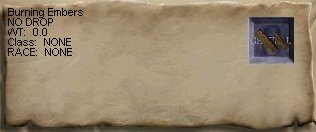 Burning Embers
NO DROP
WT: 0.0
Class: NONE
RACE: NONE